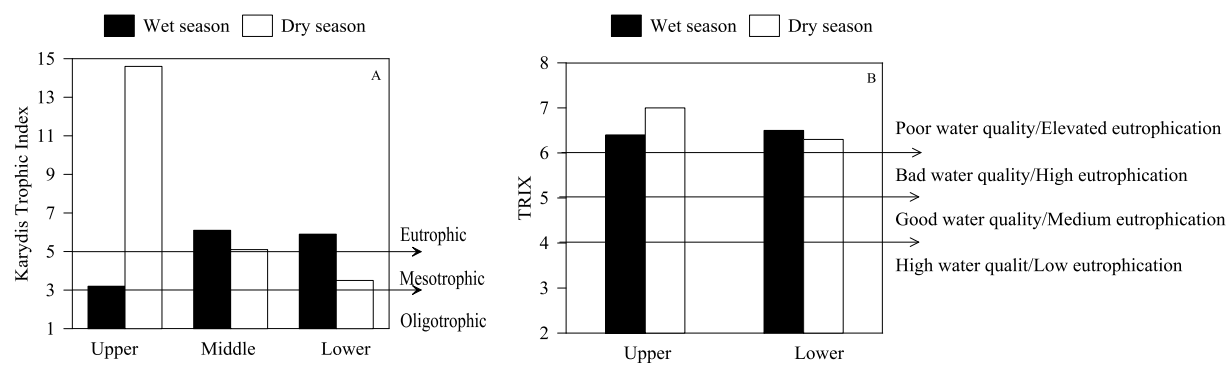 Wet season Dry season
A
Karydis Trophic Index
15
13
11
9
7
5
3
1
Eutrophic
Mesotrophic
Oligotrophic
Upper Middle Lower
Wet season Dry season
B
TRIX
8
7
6
5
4
3
2
Poor water quality/Elevated eutrophication
Bad water quality/High eutrophication
Good water quality/Medium eutrophication
High water qualit/Low eutrophication
Upper Lower